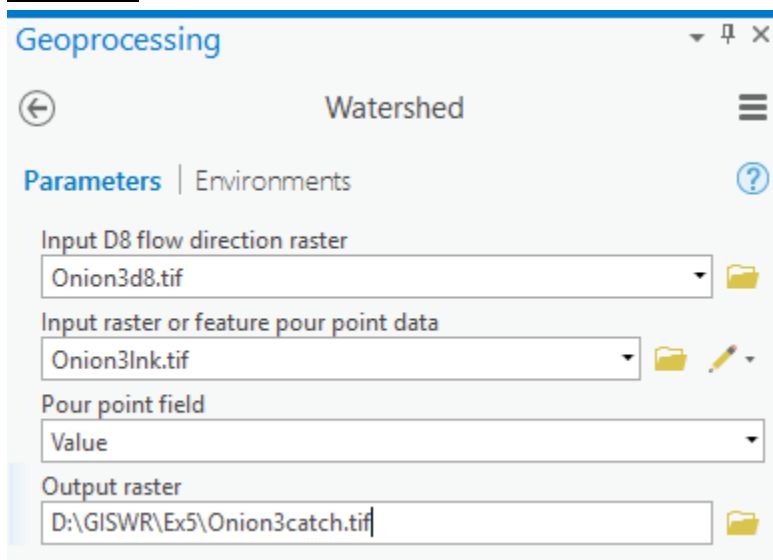 Geoprocessing
Watershed
Parameters | Environments
Input D8 flow direction raster
Onion3d8.tif
Input raster or feature pour point data
Onion3lnk.tif
Pour point field
Value
Output raster
D:\GISWR\Ex5\Onion3catch.tif